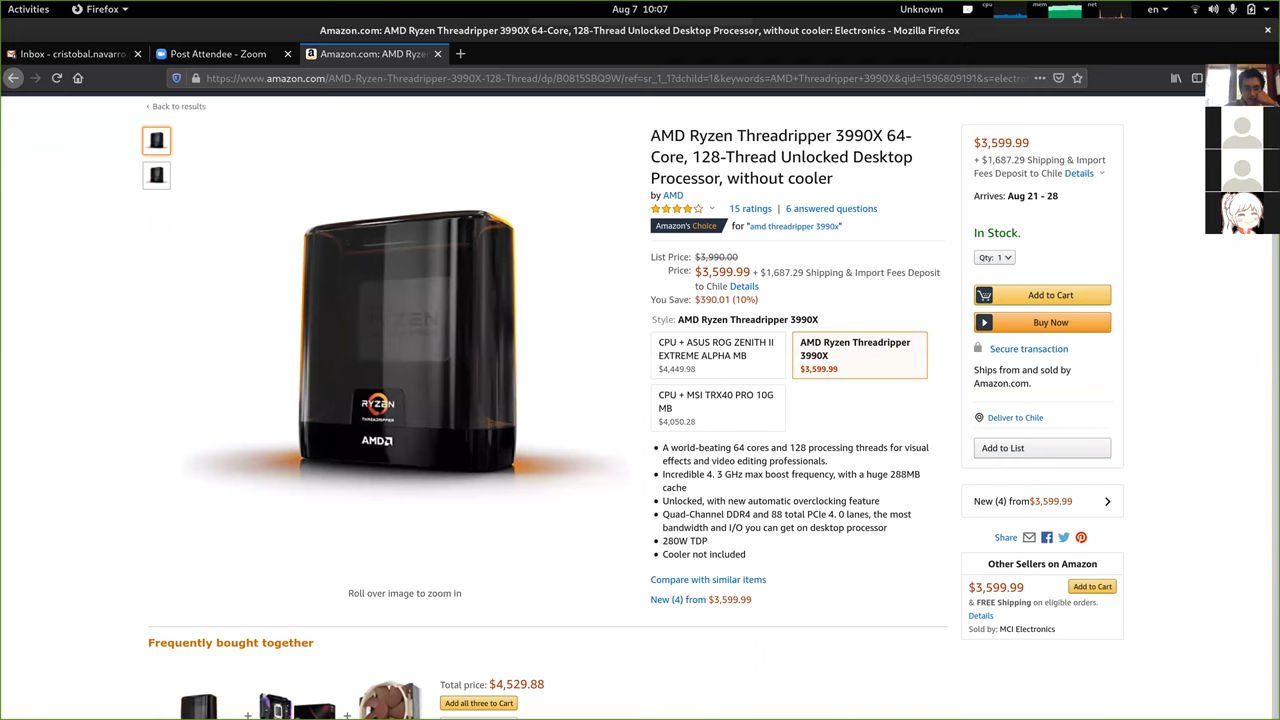 Activities
Firefox
Aug 7 10:07
Unknown
cpu
mem
net
en
Amazon.com: AMD Ryzen Threadripper 3990X 64-Core, 128-Thread Unlocked Desktop Processor, without cooler: Electronics - Mozilla Firefox
Inbox - cristobal.navarro
Post Attendee - Zoom
Amazon.com: AMD Ryze
https://www.amazon.com/AMD-Ryzen-Threadripper-3990X-128-Thread/dp/B0815SBQ9W/ref=sr_1_1?dchild=1&keywords=AMD+Threadripper+3990X&qid=1596809191&s=electro
‹ Back to results
AMD Ryzen Threadripper 3990X 64-
Core, 128-Thread Unlocked Desktop
Processor, without cooler
by AMD
15 ratings | 6 answered questions
Amazon's Choice for "amd threadripper 3990x"
List Price: $3,990.00
Price: $3,599.99 + $1,687.29 Shipping & Import Fees Deposit
to Chile Details
You Save: $390.01 (10%)
Style: AMD Ryzen Threadripper 3990X
CPU + ASUS ROG ZENITH II
EXTREME ALPHA MB
$4,449.98
AMD Ryzen Threadripper
3990X
$3,599.99
CPU + MSI TRX40 PRO 10G
MB
$4,050.28
A world-beating 64 cores and 128 processing threads for visual
effects and video editing professionals.
Incredible 4. 3 GHz max boost frequency, with a huge 288MB
cache
Unlocked, with new automatic overclocking feature
Quad-Channel DDR4 and 88 total PCIe 4. 0 lanes, the most
bandwidth and I/O you can get on desktop processor
280W TDP
Cooler not included
Compare with similar items
New (4) from $3,599.99
RYZEN
RYZEN
THREADRIPPER
AMD
Roll over image to zoom in
$3,599.99
+ $1,687.29 Shipping & Import
Fees Deposit to Chile Details
Arrives: Aug 21 - 28
In Stock.
Qty: 1
Add to Cart
Buy Now
Secure transaction
Ships from and sold by
Amazon.com.
Deliver to Chile
Add to List
New (4) from $3,599.99
Share
Other Sellers on Amazon
$3,599.99
Add to Cart
& FREE Shipping on eligible orders.
Details
Sold by: MCI Electronics
Frequently bought together
Total price: $4,529.88
Add all three to Cart